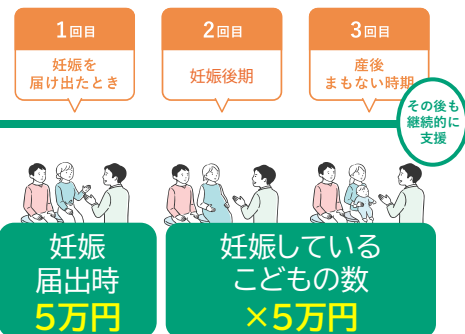 1回目
妊娠を
届け出たとき
2回目
妊娠後期
3回目
産後
まもない時期
その後も
継続的に
支援
妊娠
届出時
5万円
妊娠している
こどもの数
×5万円